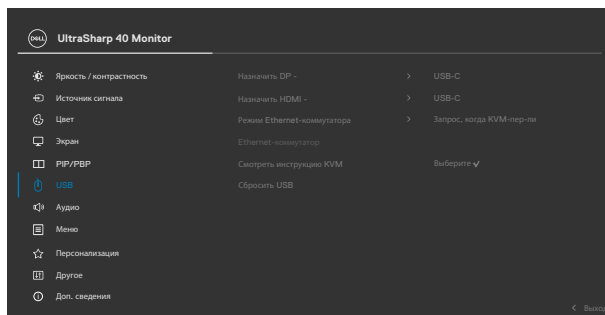 DELL UltraSharp 40 Monitor
Яркость / контрастность Назначить DP - > USB-C
Источник сигнала Назначить HDMI - > USB-C
Цвет Режим Ethernet-коммутатора > Запрос, когда KVM-пер-ли
Экран Ethernet-коммутатор
PIP/PBP Смотреть инструкцию KVM Выберите ✓
USB Сбросить USB
Аудио
Меню
Персонализация
Другое
Доп. сведения
< Выход